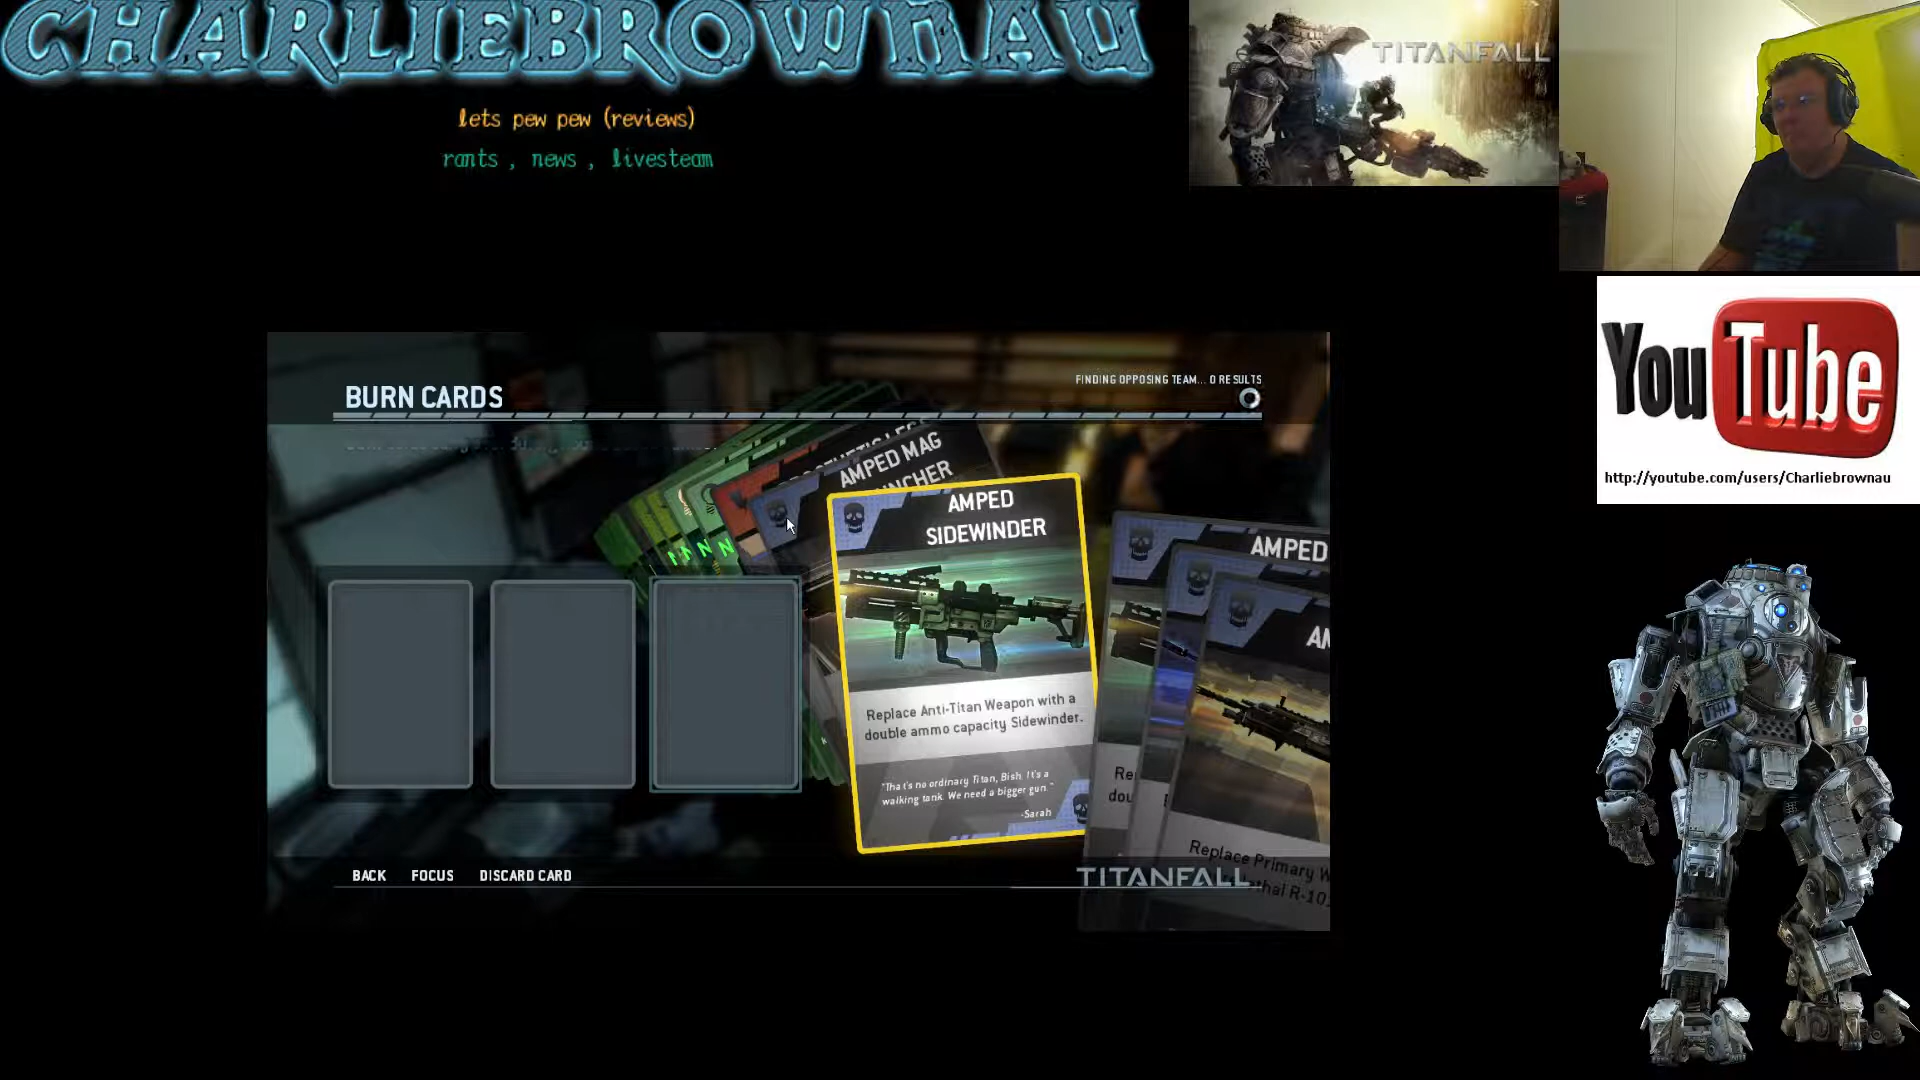 CHARLIEBROWNAU
lets pew pew (reviews)
rants , news , livesteam
TITANFALL
YouTube
http://youtube.com/users/Charliebrownau
BURN CARDS
FINDING OPPOSING TEAM... 0 RESULTS
AMPED MAG
AMPED
SIDEWINDER
Replace Anti-Titan Weapon with a
double ammo capacity Sidewinder.
"That's no ordinary Titan, Bish. It's a
walking tank. We need a bigger gun."
-Sarah
AMPED
Replace Primary
BACK
FOCUS
DISCARD CARD
TITANFALL